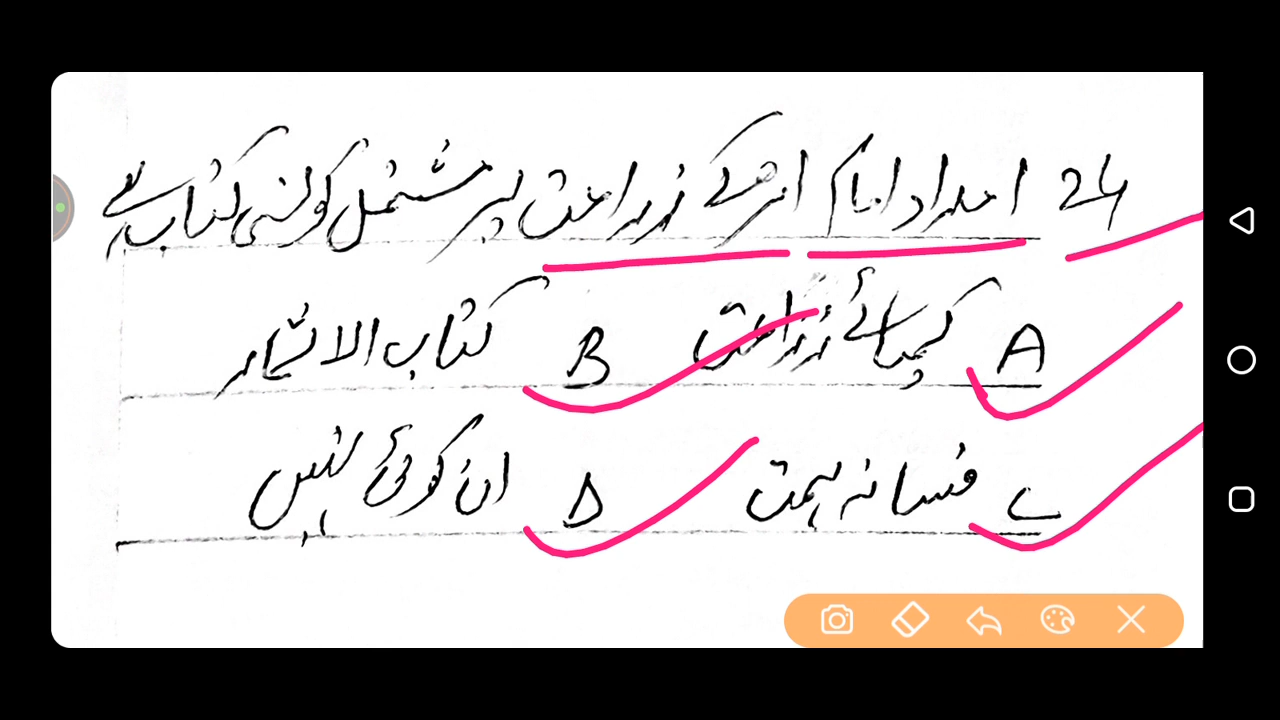 24 امداد امام اثر کے زراعت پر مشتمل کونسی کتاب ہے
A کیمیائے زراعت B کتاب الاثمار
C فسانہ ہمت D ان کوئی نہیں